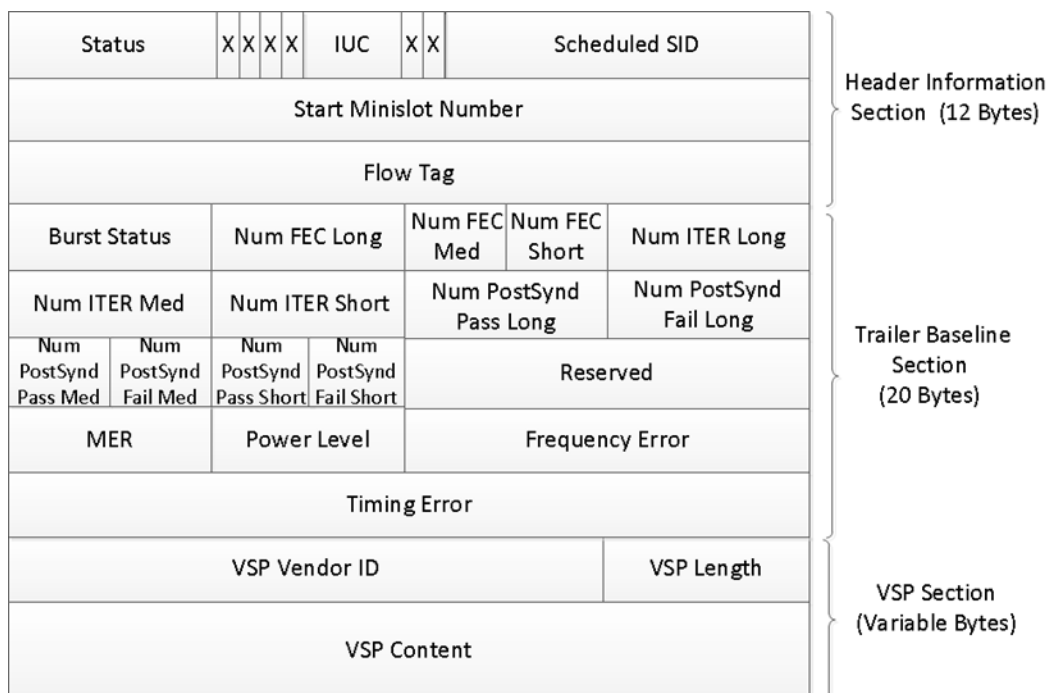 Status X X X X IUC X X Scheduled SID
Header Information
Section (12 Bytes)
Start Minislot Number
Flow Tag
Burst Status
Num FEC Long
Num FEC
Med
Num FEC
Short
Num ITER Long
Num ITER Med
Num ITER Short
Num PostSynd
Pass Long
Num PostSynd
Fail Long
Num
PostSynd
Pass Med
Num
PostSynd
Fail Med
Num
PostSynd
Pass Short
Num
PostSynd
Fail Short
Reserved
Trailer Baseline
Section
(20 Bytes)
MER
Power Level
Frequency Error
Timing Error
VSP Vendor ID
VSP Length
VSP Section
(Variable Bytes)
VSP Content